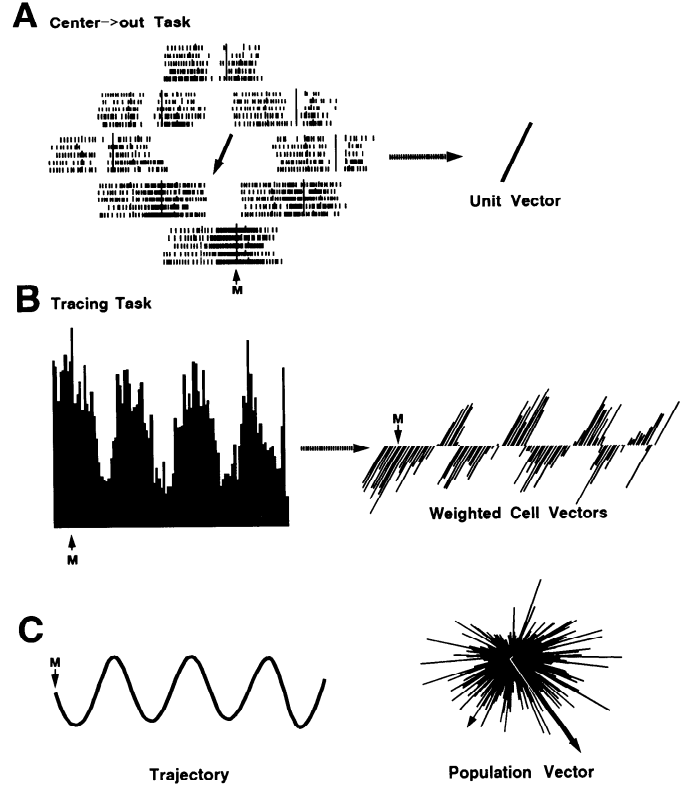 A Center->out Task
Unit Vector
M
B Tracing Task
M
Weighted Cell Vectors
M
C
M
Trajectory
Population Vector